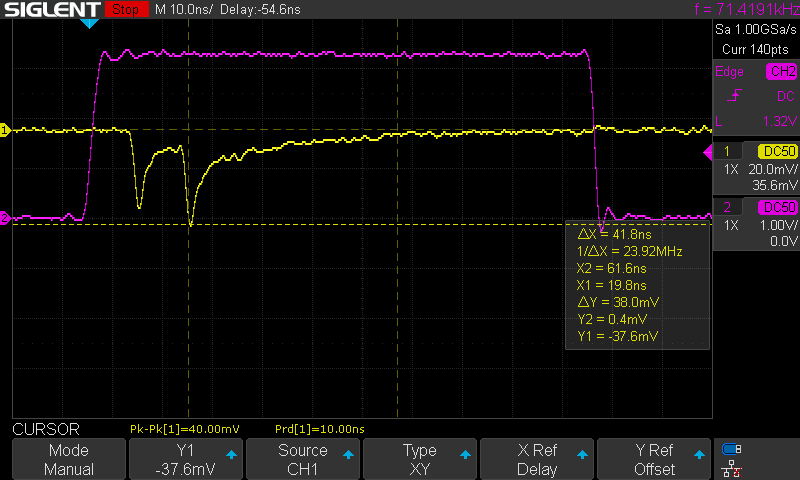 SIGLENT Stop M 10.0ns/ Delay:-54.6ns f = 71.4191kHz
Sa 1.00GSa/s
Curr 140pts
Edge CH2
DC
L 1.32V
1 DC50
1X 20.0mV/
35.6mV
2 DC50
1X 1.00V/
0.0V
1
2
ΔX = 41.8ns
1/ΔX = 23.92MHz
X2 = 61.6ns
X1 = 19.8ns
ΔY = 38.0mV
Y2 = 0.4mV
Y1 = -37.6mV
CURSOR Pk-Pk[1]=40.00mV Prd[1]=10.00ns
Mode Y1 Source Type X Ref Y Ref
Manual -37.6mV CH1 XY Delay Offset